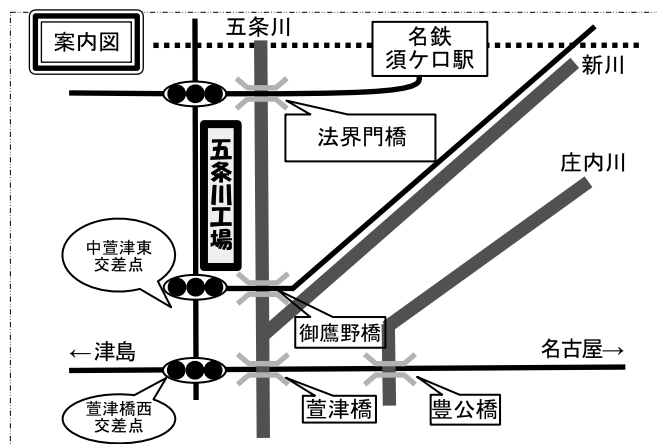 案内図
五条川
名鉄
須ケロ駅
新川
法界門橋
庄内川
五条川工場
中萱津東
交差点
御鷹野橋
←津島
名古屋→
萱津橋西
交差点
萱津橋
豊公橋